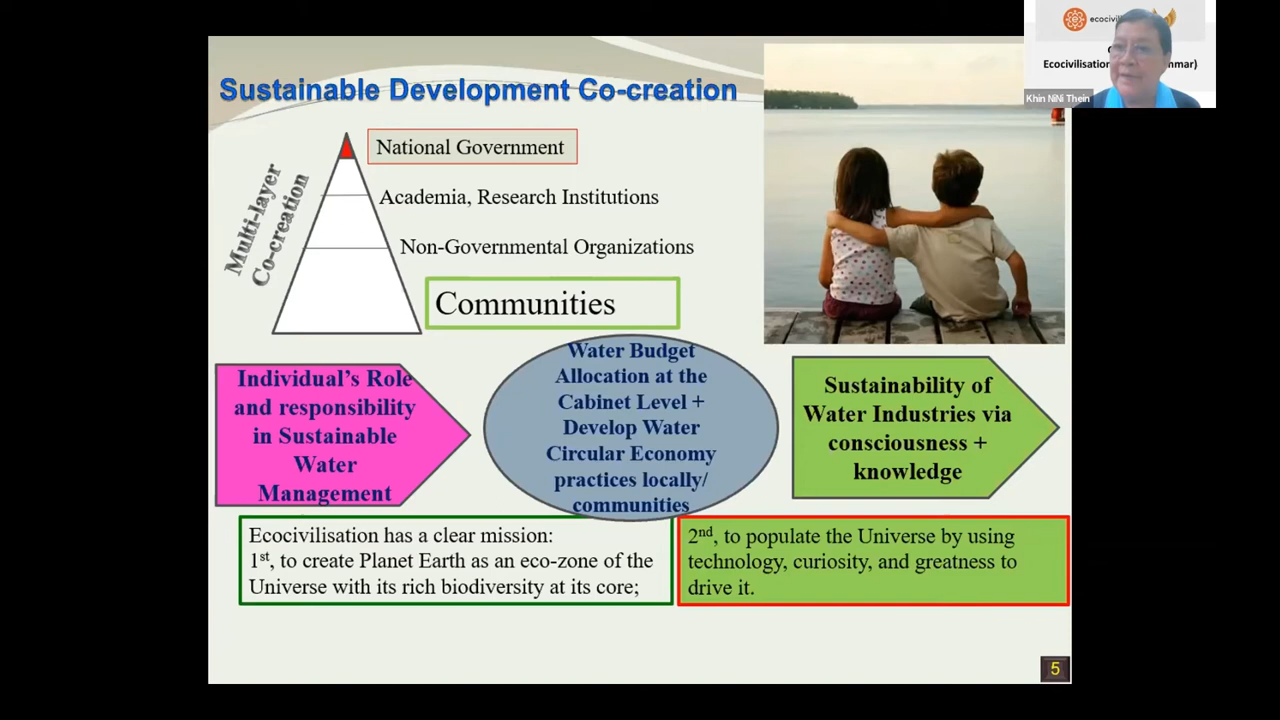 Sustainable Development Co-creation
Multi-layer
Co-creation
National Government
Academia, Research Institutions
Non-Governmental Organizations
Communities
Individual's Role
and responsibility
in Sustainable
Water
Management
Water Budget
Allocation at the
Cabinet Level +
Develop Water
Circular Economy
practices locally/
communities
Sustainability of
Water Industries via
consciousness +
knowledge
Ecocivilisation has a clear mission:
1st, to create Planet Earth as an eco-zone of the
Universe with its rich biodiversity at its core;
2nd, to populate the Universe by using
technology, curiosity, and greatness to
drive it.
5
Khin NiNi Thein